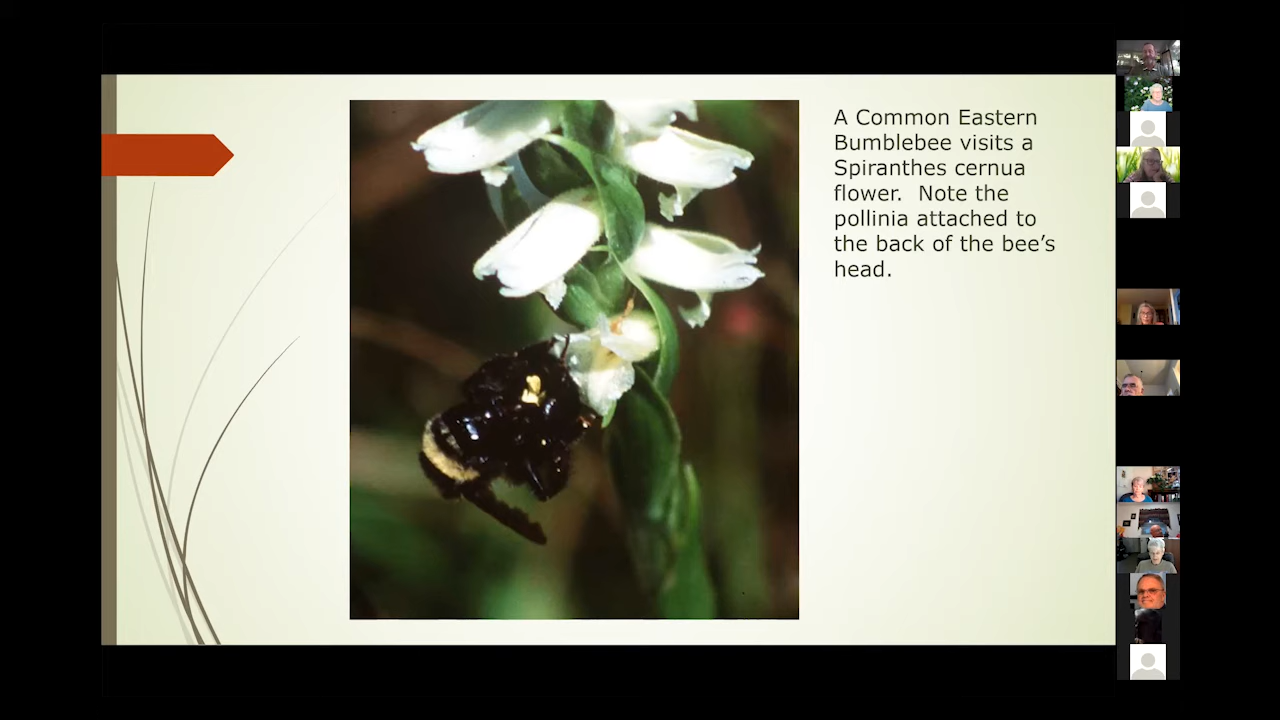 A Common Eastern
Bumblebee visits a
Spiranthes cernua
flower.  Note the
pollinia attached to
the back of the bee’s
head.